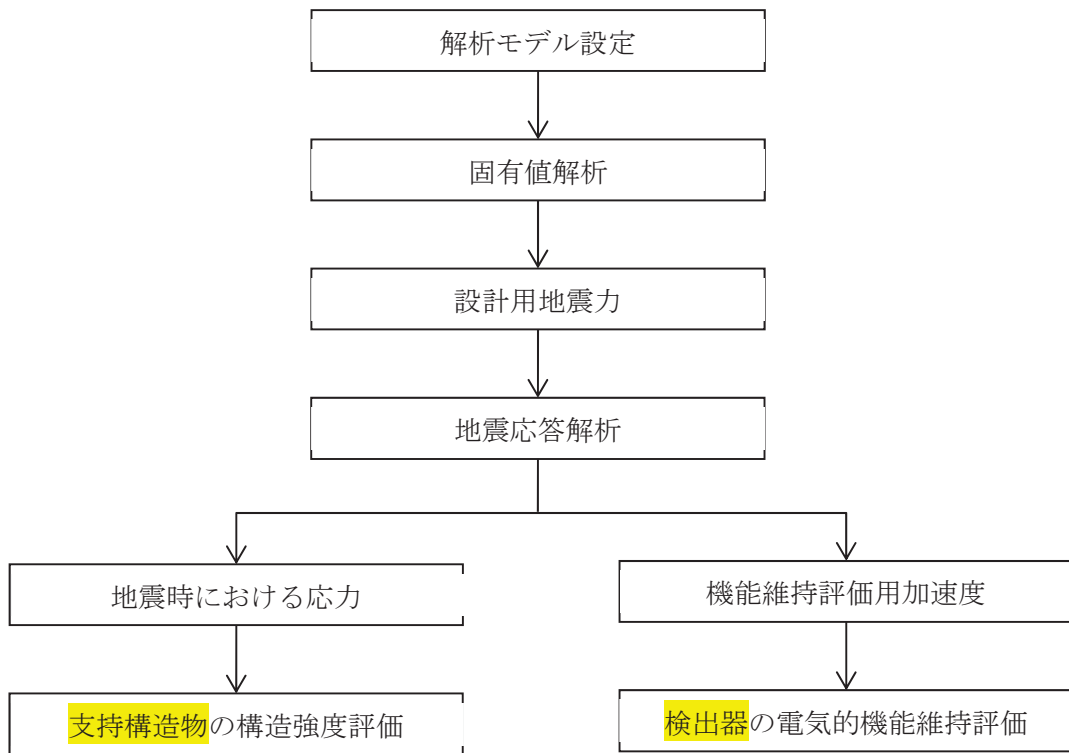 解析モデル設定
固有値解析
設計用地震力
地震応答解析
地震時における応力
機能維持評価用加速度
支持構造物の構造強度評価
検出器の電気的機能維持評価